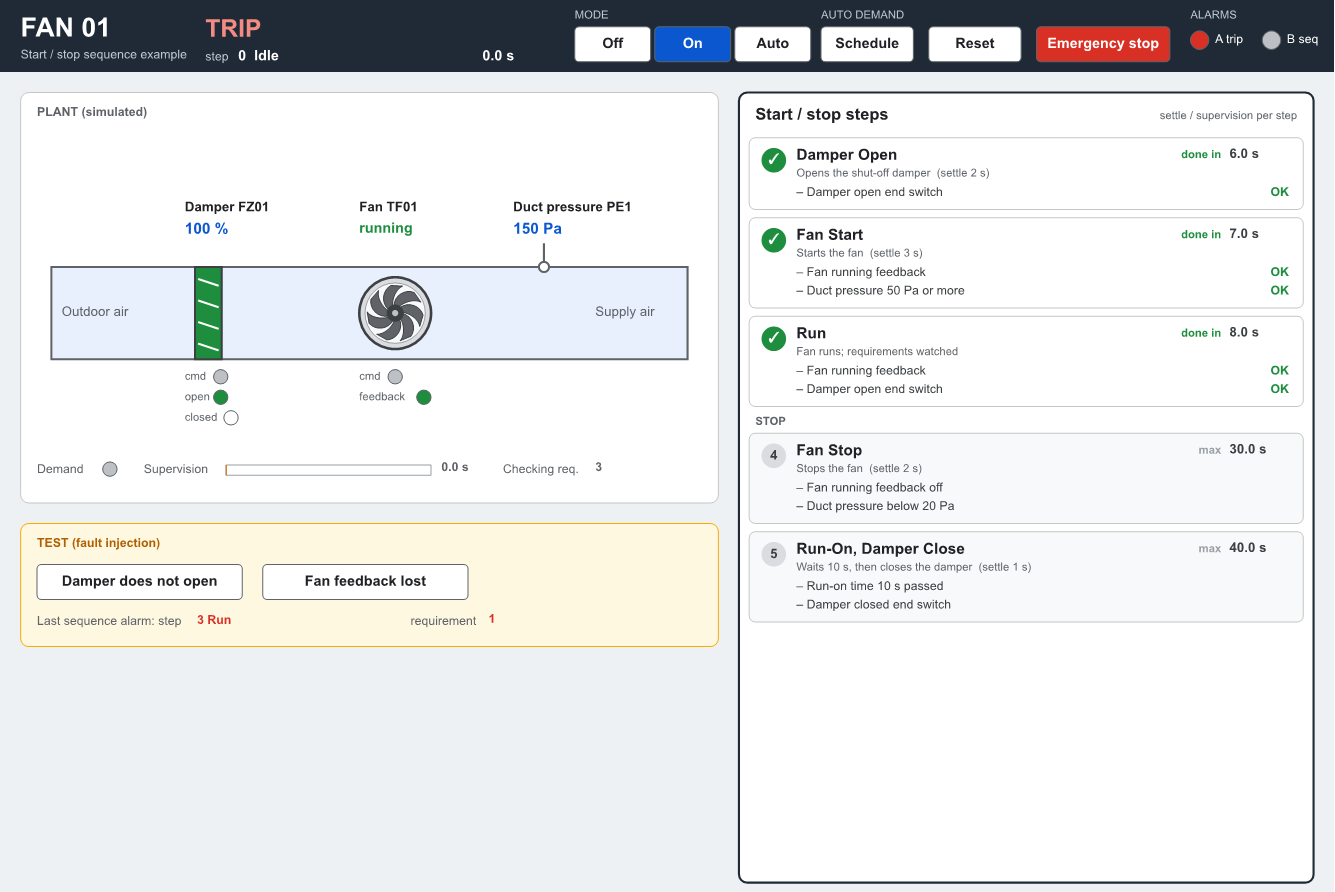 FAN 01
Start / stop sequence example
TRIP
step 0 Idle
0.0 s
MODE
Off On Auto
AUTO DEMAND
Schedule
Reset
Emergency stop
ALARMS
A trip
B seq
PLANT (simulated)
Damper FZ01
100 %
Fan TF01
running
Duct pressure PE1
150 Pa
Outdoor air
Supply air
cmd
open
closed
cmd
feedback
Demand
Supervision
0.0 s
Checking req. 3
TEST (fault injection)
Damper does not open
Fan feedback lost
Last sequence alarm: step 3 Run
requirement 1
Start / stop steps
settle / supervision per step
✓ Damper Open done in 6.0 s
Opens the shut-off damper (settle 2 s)
– Damper open end switch OK
✓ Fan Start done in 7.0 s
Starts the fan (settle 3 s)
– Fan running feedback OK
– Duct pressure 50 Pa or more OK
✓ Run done in 8.0 s
Fan runs; requirements watched
– Fan running feedback OK
– Damper open end switch OK
STOP
4 Fan Stop max 30.0 s
Stops the fan (settle 2 s)
– Fan running feedback off
– Duct pressure below 20 Pa
5 Run-On, Damper Close max 40.0 s
Waits 10 s, then closes the damper (settle 1 s)
– Run-on time 10 s passed
– Damper closed end switch